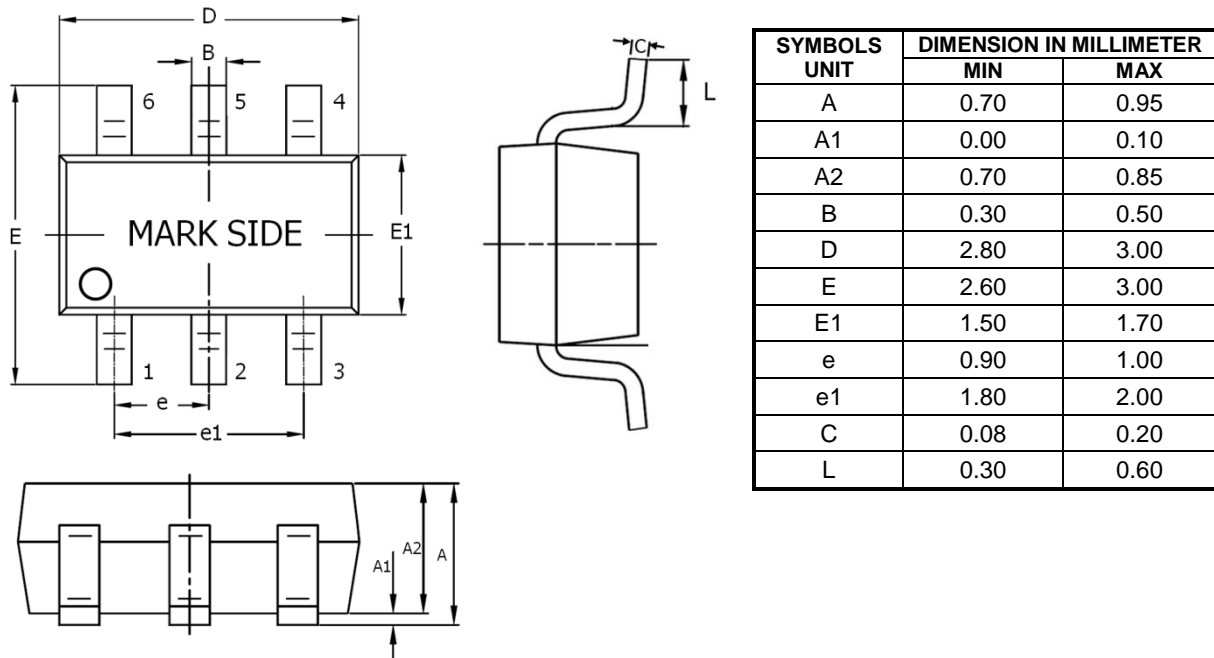 D
B
6 5 4
E
MARK SIDE
E1
1 2 3
e
e1
C
L
A1
A2
A
SYMBOLS UNIT DIMENSION IN MILLIMETER
MIN MAX
A 0.70 0.95
A1 0.00 0.10
A2 0.70 0.85
B 0.30 0.50
D 2.80 3.00
E 2.60 3.00
E1 1.50 1.70
e 0.90 1.00
e1 1.80 2.00
C 0.08 0.20
L 0.30 0.60